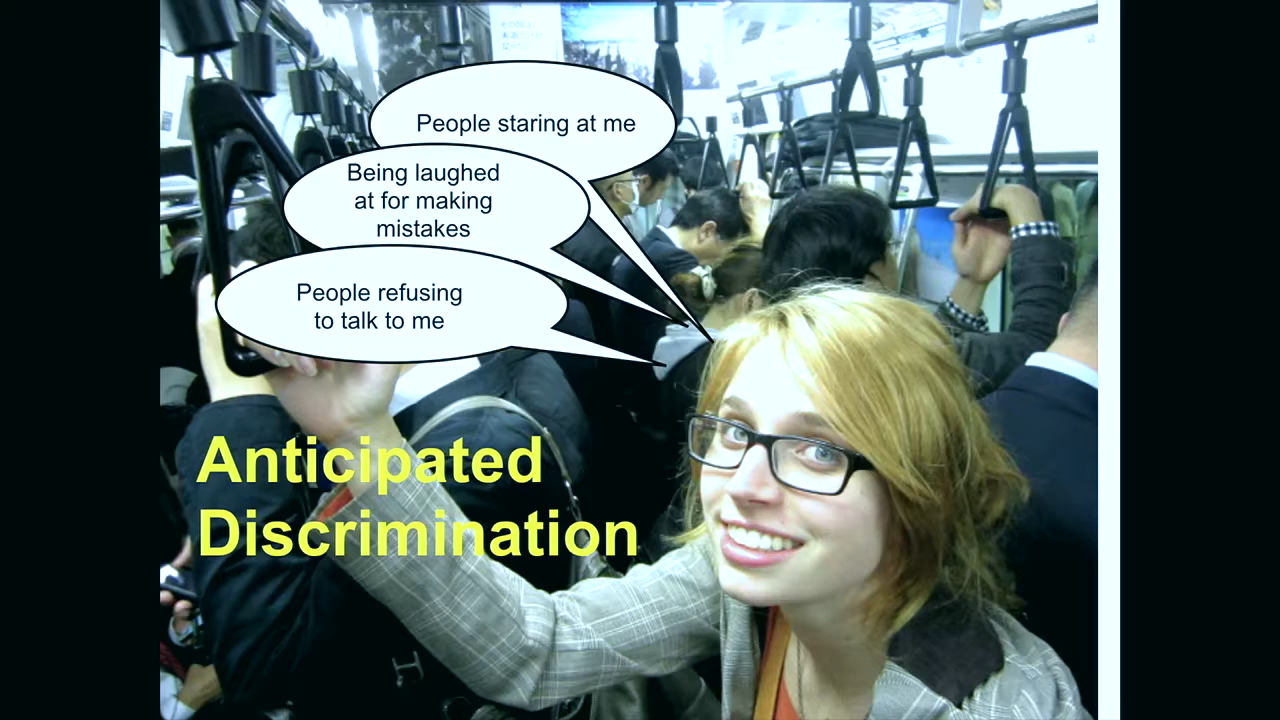 People staring at me
Being laughed
at for making
mistakes
People refusing
to talk to me
Anticipated
Discrimination